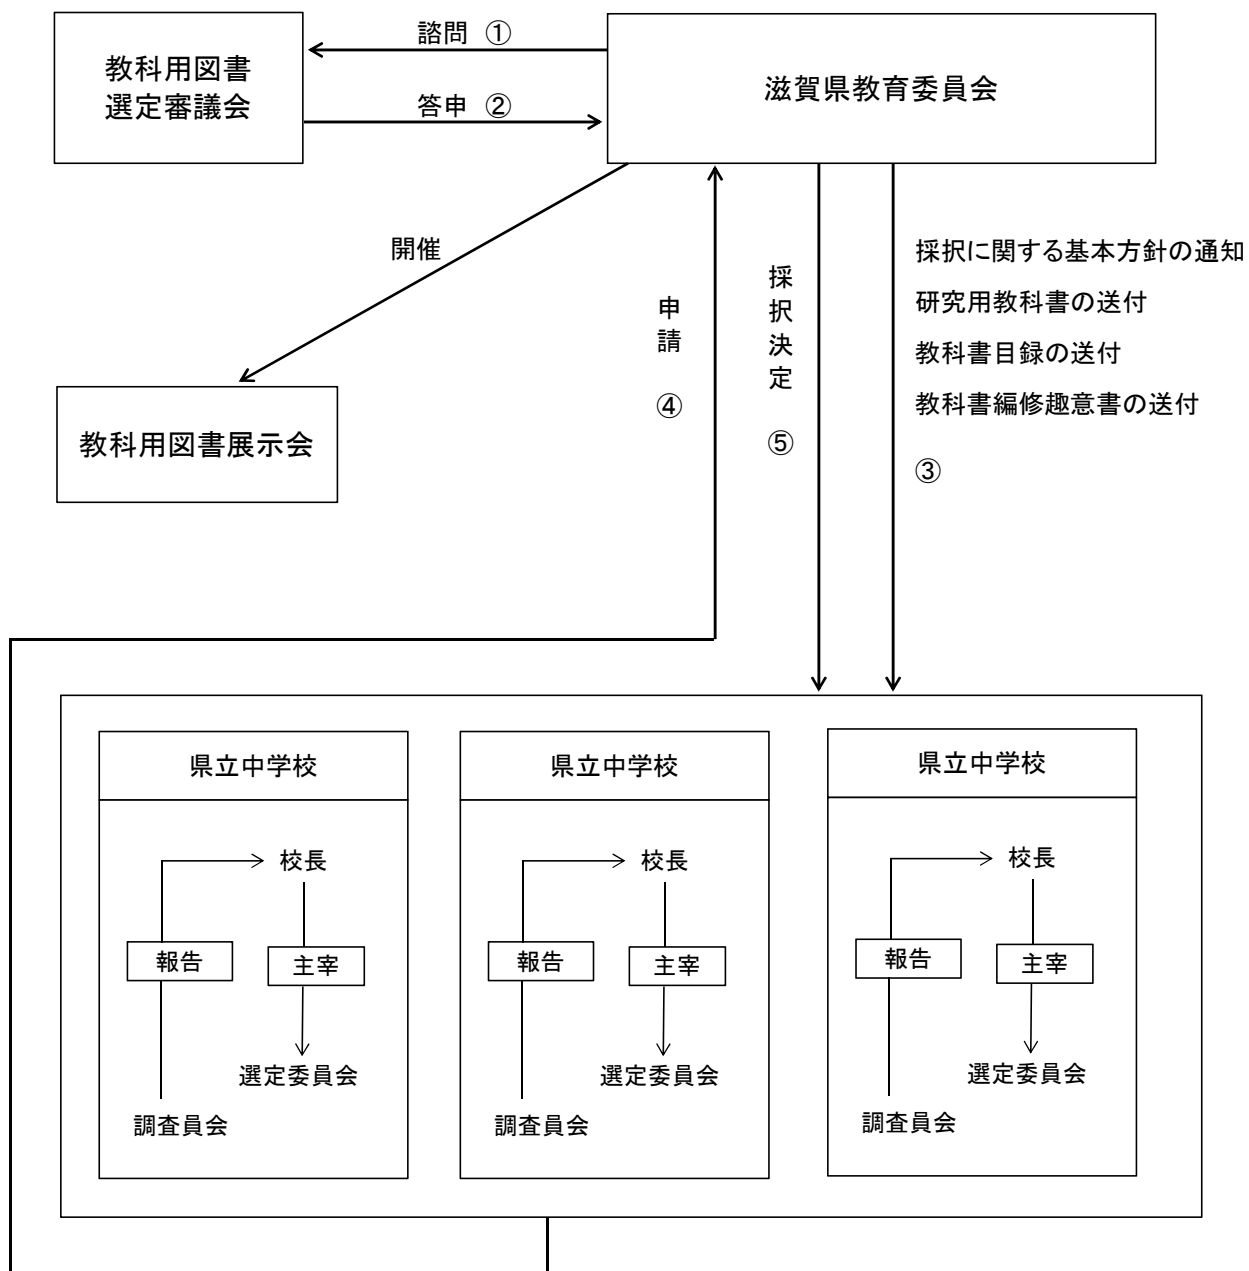 諮問 ①
教科用図書
選定審議会
滋賀県教育委員会
答申 ②
開催
教科用図書展示会
申請 ④
採択決定 ⑤
採択に関する基本方針の通知
研究用教科書の送付
教科書目録の送付
教科書編修趣意書の送付
③
県立中学校
校長
報告
主宰
選定委員会
調査員会
県立中学校
校長
報告
主宰
選定委員会
調査員会
県立中学校
校長
報告
主宰
選定委員会
調査員会